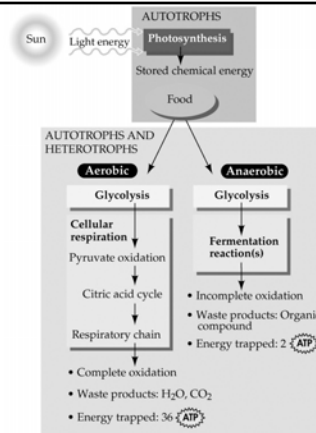 AUTOTROPHS
Sun
Light energy
Photosynthesis
Stored chemical energy
Food
AUTOTROPHS AND
HETEROTROPHS
Aerobic
Glycolysis
Cellular
respiration
Pyruvate oxidation
Citric acid cycle
Respiratory chain
• Complete oxidation
• Waste products: H₂O, CO₂
• Energy trapped: 36 ATP
Anaerobic
Glycolysis
Fermentation
reaction(s)
• Incomplete oxidation
• Waste products: Organi
compound
• Energy trapped: 2 ATP